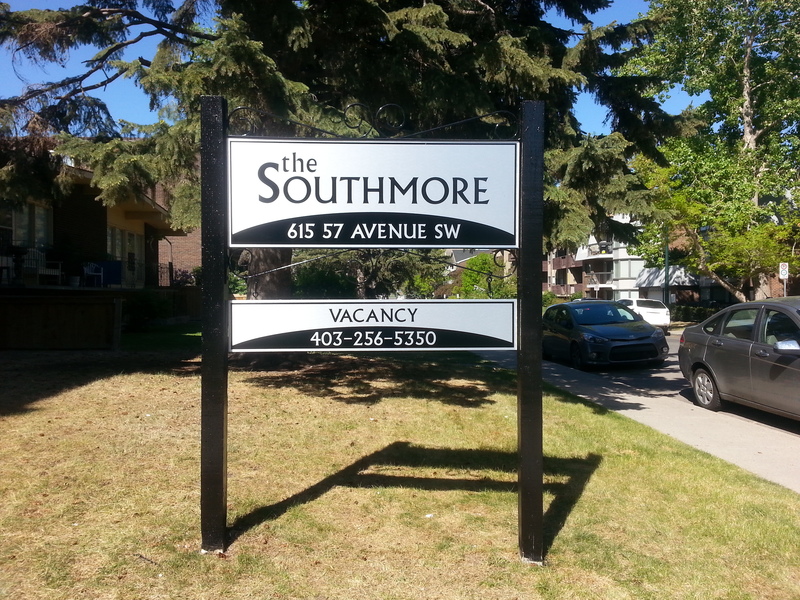 the
SOUTHMORE
615 57 AVENUE SW
VACANCY
403-256-5350